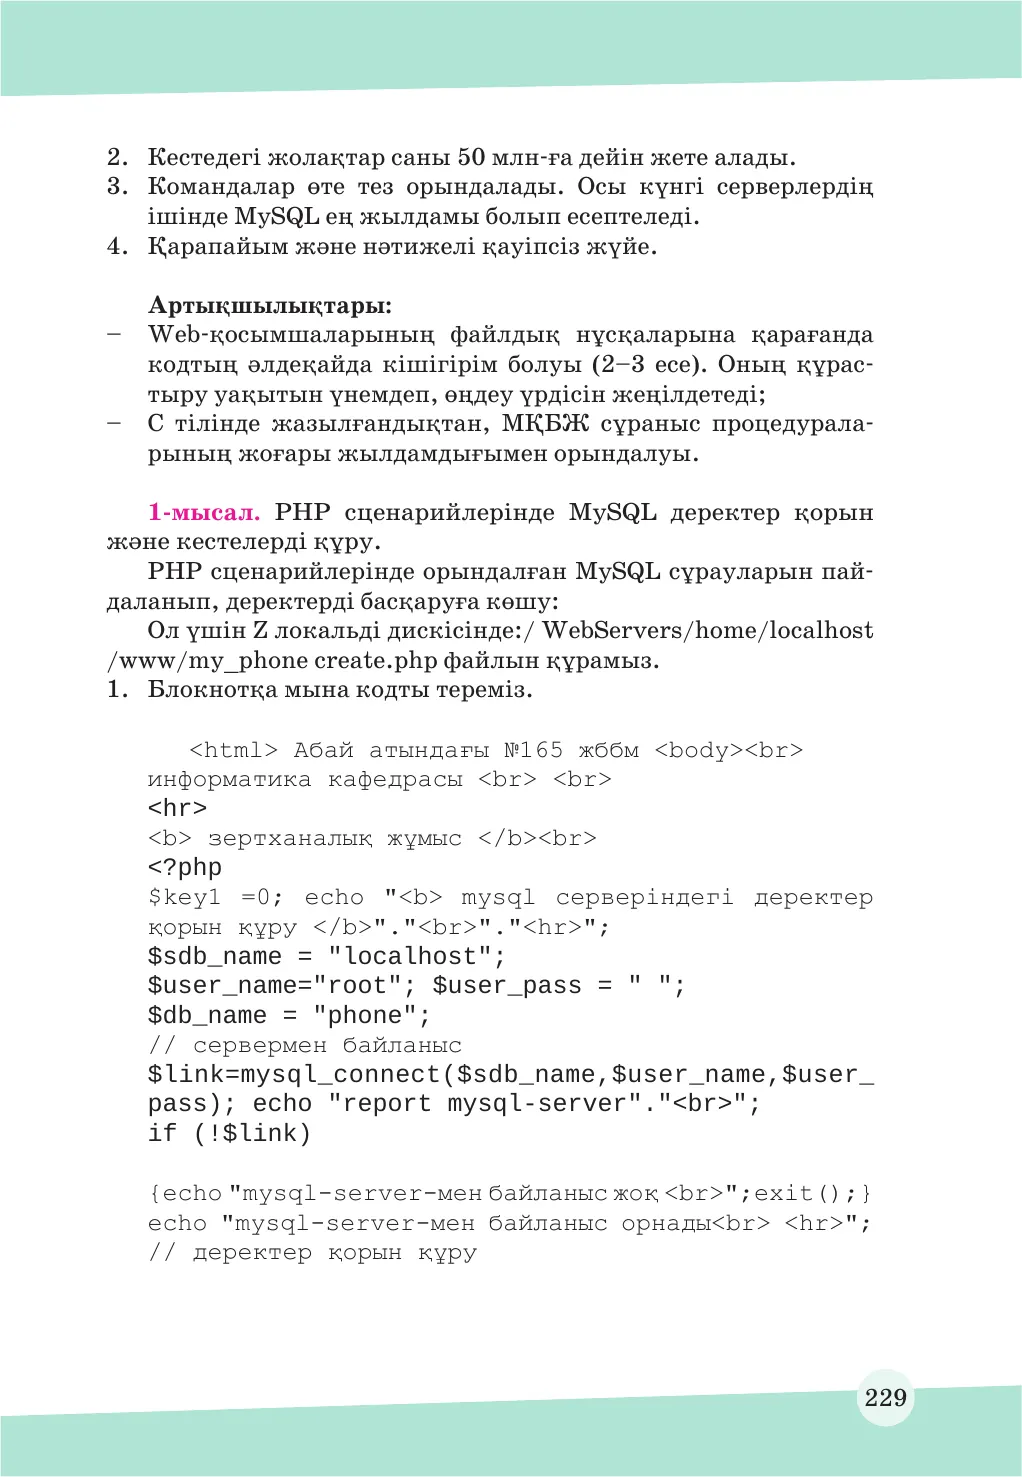 2. Кестедегі жолақтар саны 50 млн-ға дейін жете алады.
3. Командалар өте тез орындалады. Осы күнгі серверлердің
ішінде MySQL ең жылдамы болып есептеледі.
4. Қарапайым және нәтижелі қауіпсіз жүйе.
Артықшылықтары:
– Web-қосымшаларының файлдық нұсқаларына қарағанда
кодтың әлдеқайда кішігірім болуы (2–3 есе). Оның құрас-
тыру уақытын үнемдеп, өңдеу үрдісін жеңілдетеді;
– С тілінде жазылғандықтан, МҚБЖ сұраныс процедурала-
рының жоғары жылдамдығымен орындалуы.
1-мысал. PHP сценарийлерінде MySQL деректер қорын
және кестелерді құру.
PHP сценарийлерінде орындалған MySQL сұрауларын пай-
даланып, деректерді басқаруға көшу:
Ол үшін Z локальді дискісінде:/ WebServers/home/localhost
/www/my_phone create.php файлын құрамыз.
1. Блокнотқа мына кодты тереміз.
<html> Абай атындағы №165 жббм <body><br>
информатика кафедрасы <br> <br>
<hr>
<b> зертханалық жұмыс </b><br>
<?php
$key1 =0; echo "<b> mysql серверіндегі деректер
қорын құру </b>"."<br>"."<hr>";
$sdb_name = "localhost";
$user_name="root"; $user_pass = " ";
$db_name = "phone";
// сервермен байланыс
$link=mysql_connect($sdb_name,$user_name,$user_
pass); echo "report mysql-server"."<br>";
if (!$link)
{echo "mysql-server-мен байланыс жоқ <br>";exit();}
echo "mysql-server-мен байланыс орнады<br> <hr>";
// деректер қорын құру
229